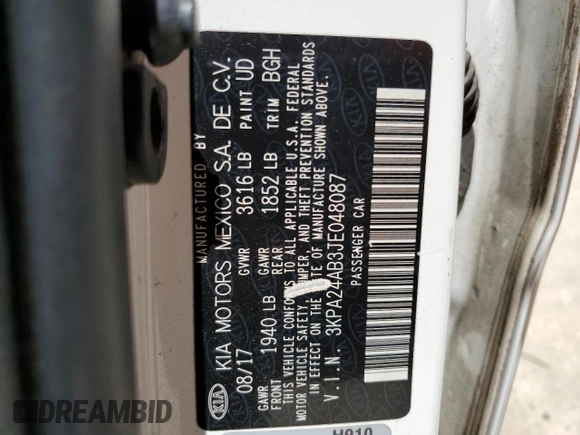 MANUFACTURED BY
KIA MOTORS MEXICO S.A. DE C.V.
08/17 GVWR 3616 LB PAINT UD
GAWR FRONT 1940 LB GAWR REAR 1852 LB TRIM BGH
THIS VEHICLE CONFORMS TO ALL APPLICABLE U.S.A. FEDERAL
MOTOR VEHICLE SAFETY, BUMPER, AND THEFT PREVENTION STANDARDS
IN EFFECT ON THE DATE OF MANUFACTURE SHOWN ABOVE.
V.I.N. 3KPA24AB3JE048087
PASSENGER CAR
KIA
H910
DREAMBID